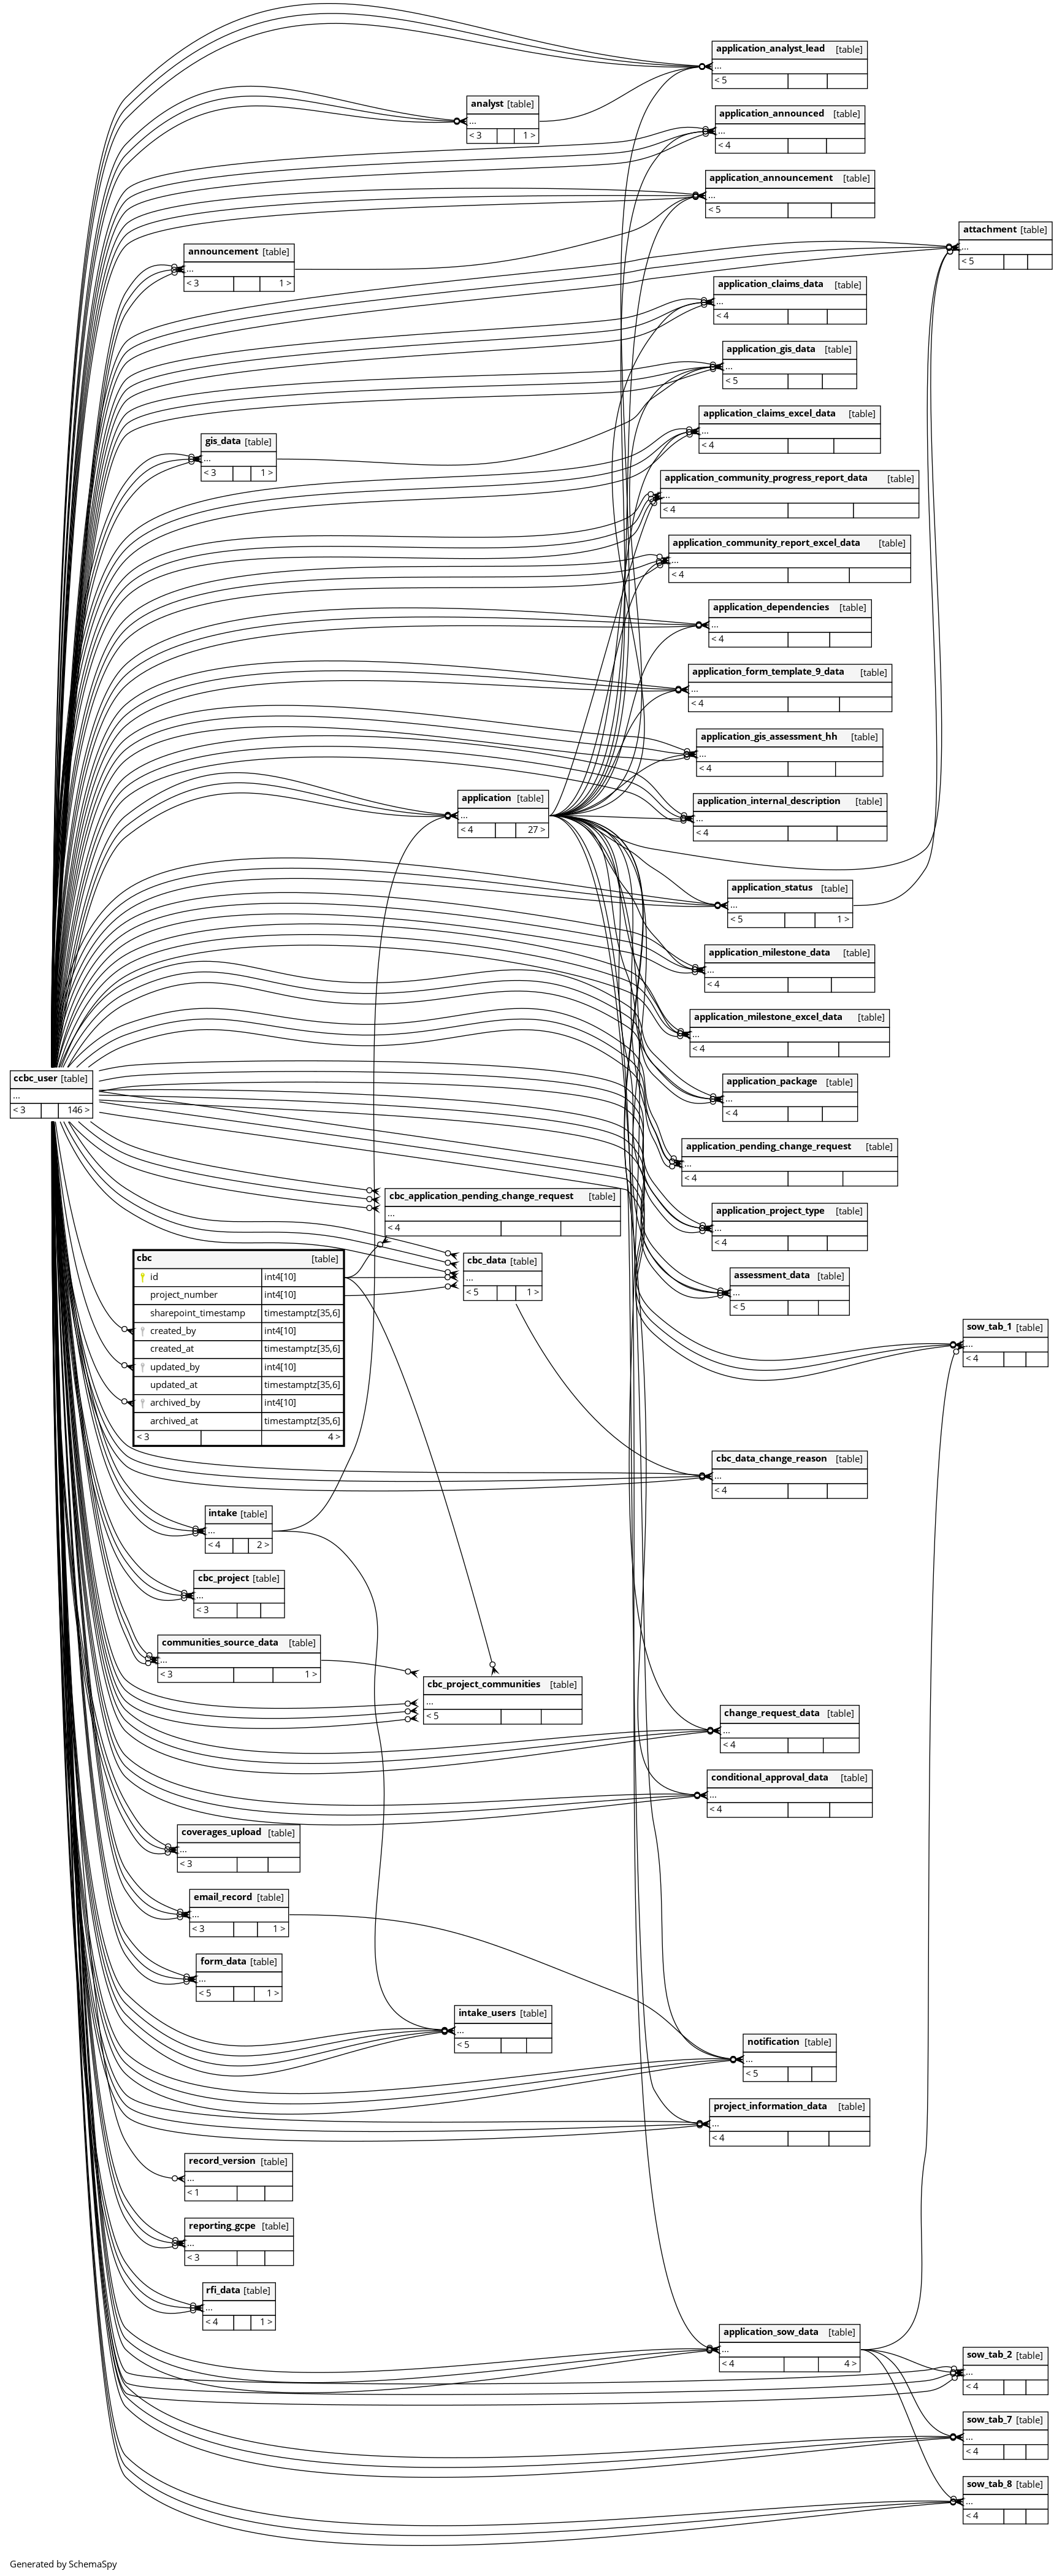 application_analyst_lead [table]
...
< 5
analyst [table]
...
< 3 1 >
application_announced [table]
...
< 4
application_announcement [table]
...
< 5
attachment [table]
...
< 5
announcement [table]
...
< 3 1 >
application_claims_data [table]
...
< 4
application_gis_data [table]
...
< 5
application_claims_excel_data [table]
...
< 4
gis_data [table]
...
< 3 1 >
application_community_progress_report_data [table]
...
< 4
application_community_report_excel_data [table]
...
< 4
application_dependencies [table]
...
< 4
application_form_template_9_data [table]
...
< 4
application_gis_assessment_hh [table]
...
< 4
application [table]
...
< 4 27 >
application_internal_description [table]
...
< 4
application_status [table]
...
< 5 1 >
application_milestone_data [table]
...
< 4
application_milestone_excel_data [table]
...
< 4
ccbc_user [table]
...
< 3 146 >
application_package [table]
...
< 4
application_pending_change_request [table]
...
< 4
cbc_application_pending_change_request [table]
...
< 4
application_project_type [table]
...
< 4
cbc [table]
id int4[10]
project_number int4[10]
sharepoint_timestamp timestamptz[35,6]
created_by int4[10]
created_at timestamptz[35,6]
updated_by int4[10]
updated_at timestamptz[35,6]
archived_by int4[10]
archived_at timestamptz[35,6]
< 3 4 >
cbc_data [table]
...
< 5 1 >
assessment_data [table]
...
< 5
sow_tab_1 [table]
...
< 4
cbc_data_change_reason [table]
...
< 4
intake [table]
...
< 4 2 >
cbc_project [table]
...
< 3
communities_source_data [table]
...
< 3 1 >
cbc_project_communities [table]
...
< 5
change_request_data [table]
...
< 4
conditional_approval_data [table]
...
< 4
coverages_upload [table]
...
< 3
email_record [table]
...
< 3 1 >
form_data [table]
...
< 5 1 >
intake_users [table]
...
< 5
notification [table]
...
< 5
project_information_data [table]
...
< 4
record_version [table]
...
< 1
reporting_gcpe [table]
...
< 3
rfi_data [table]
...
< 4 1 >
application_sow_data [table]
...
< 4 4 >
sow_tab_2 [table]
...
< 4
sow_tab_7 [table]
...
< 4
sow_tab_8 [table]
...
< 4
Generated by SchemaSpy